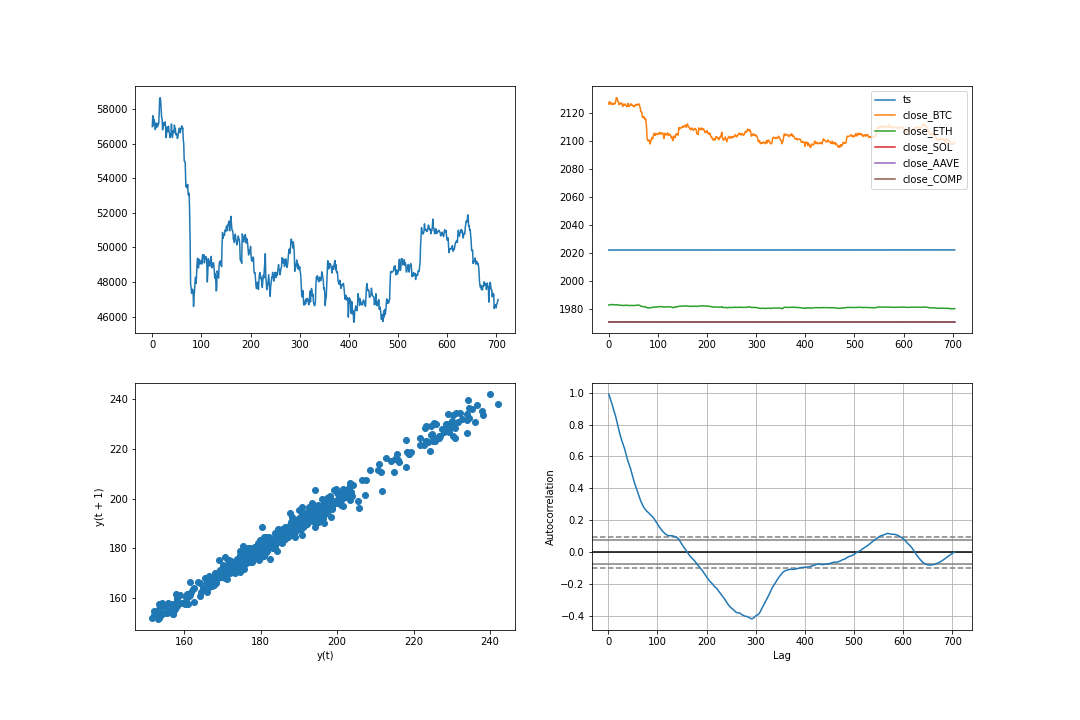 58000
56000
54000
52000
50000
48000
46000
0 100 200 300 400 500 600 700
2120
2100
2080
2060
2040
2020
2000
1980
0 100 200 300 400 500 600 700
ts
close_BTC
close_ETH
close_SOL
close_AAVE
close_COMP
240
220
200
180
160
y(t + 1)
160 180 200 220 240
y(t)
1.0
0.8
0.6
0.4
0.2
0.0
−0.2
−0.4
Autocorrelation
0 100 200 300 400 500 600 700
Lag